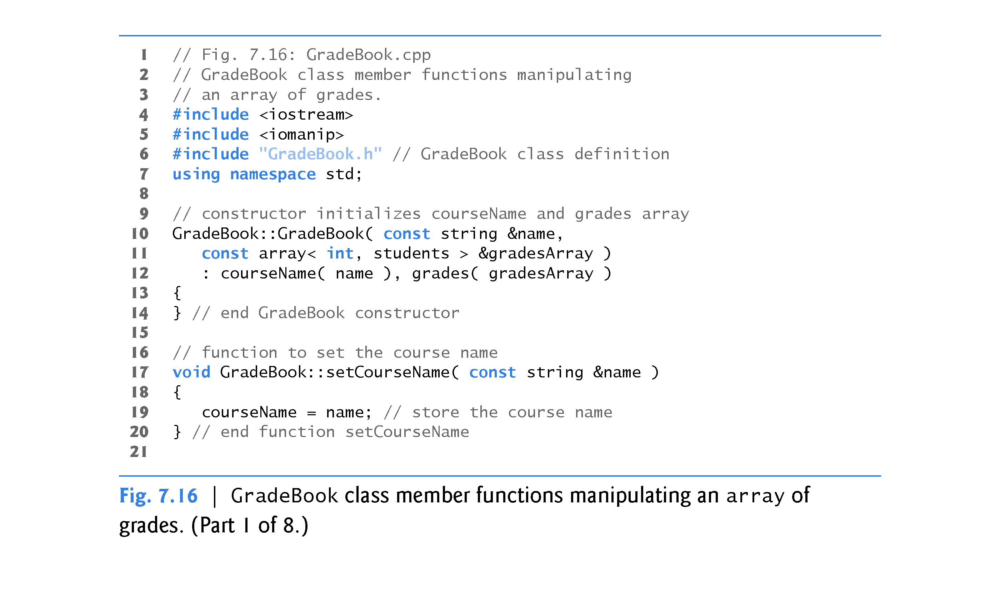 1 // Fig. 7.16: GradeBook.cpp
2 // GradeBook class member functions manipulating
3 // an array of grades.
4 #include <iostream>
5 #include <iomanip>
6 #include "GradeBook.h" // GradeBook class definition
7 using namespace std;
8
9 // constructor initializes courseName and grades array
10 GradeBook::GradeBook( const string &name,
11    const array< int, students > &gradesArray )
12    : courseName( name ), grades( gradesArray )
13 {
14 } // end GradeBook constructor
15
16 // function to set the course name
17 void GradeBook::setCourseName( const string &name )
18 {
19    courseName = name; // store the course name
20 } // end function setCourseName
21
Fig. 7.16 | GradeBook class member functions manipulating an array of
grades. (Part 1 of 8.)